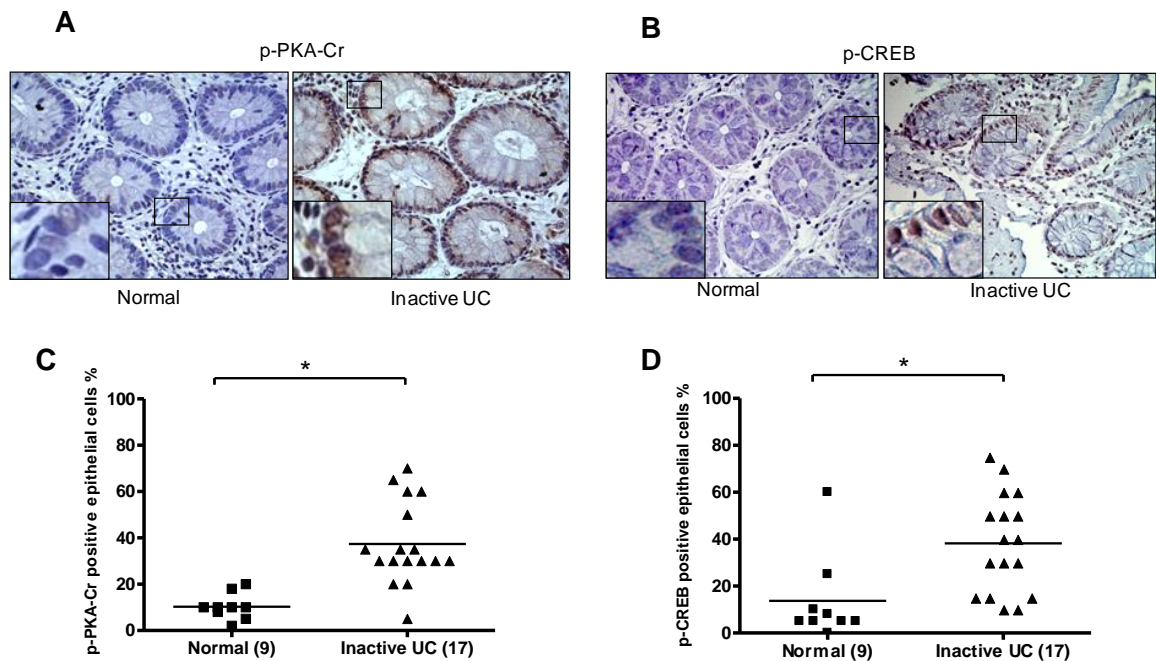 A
p-PKA-Cr
Normal
Inactive UC
B
p-CREB
Normal
Inactive UC
C
p-PKA-Cr positive epithelial cells %
*
100
80
60
40
20
0
Normal (9)
Inactive UC (17)
D
p-CREB positive epithelial cells %
*
100
80
60
40
20
0
Normal (9)
Inactive UC (17)